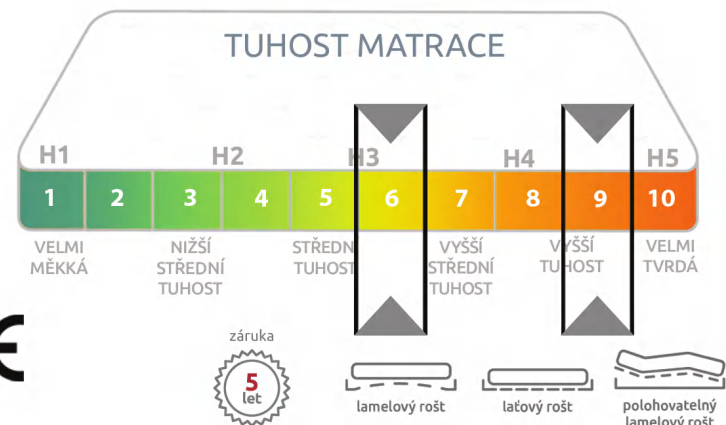 TUHOST MATRACE
H1 H2 H3 H4 H5
1 2 3 4 5 6 7 8 9 10
VELMI MĚKKÁ
NIŽŠÍ STŘEDNÍ TUHOST
STŘEDN TUHOST
VYŠŠÍ STŘEDNÍ TUHOST
VYŠŠÍ TUHOST
VELMI TVRDÁ
CE
záruka
5
let
lamelový rošt
laťový rošt
polohovatelný
lamelový rošt